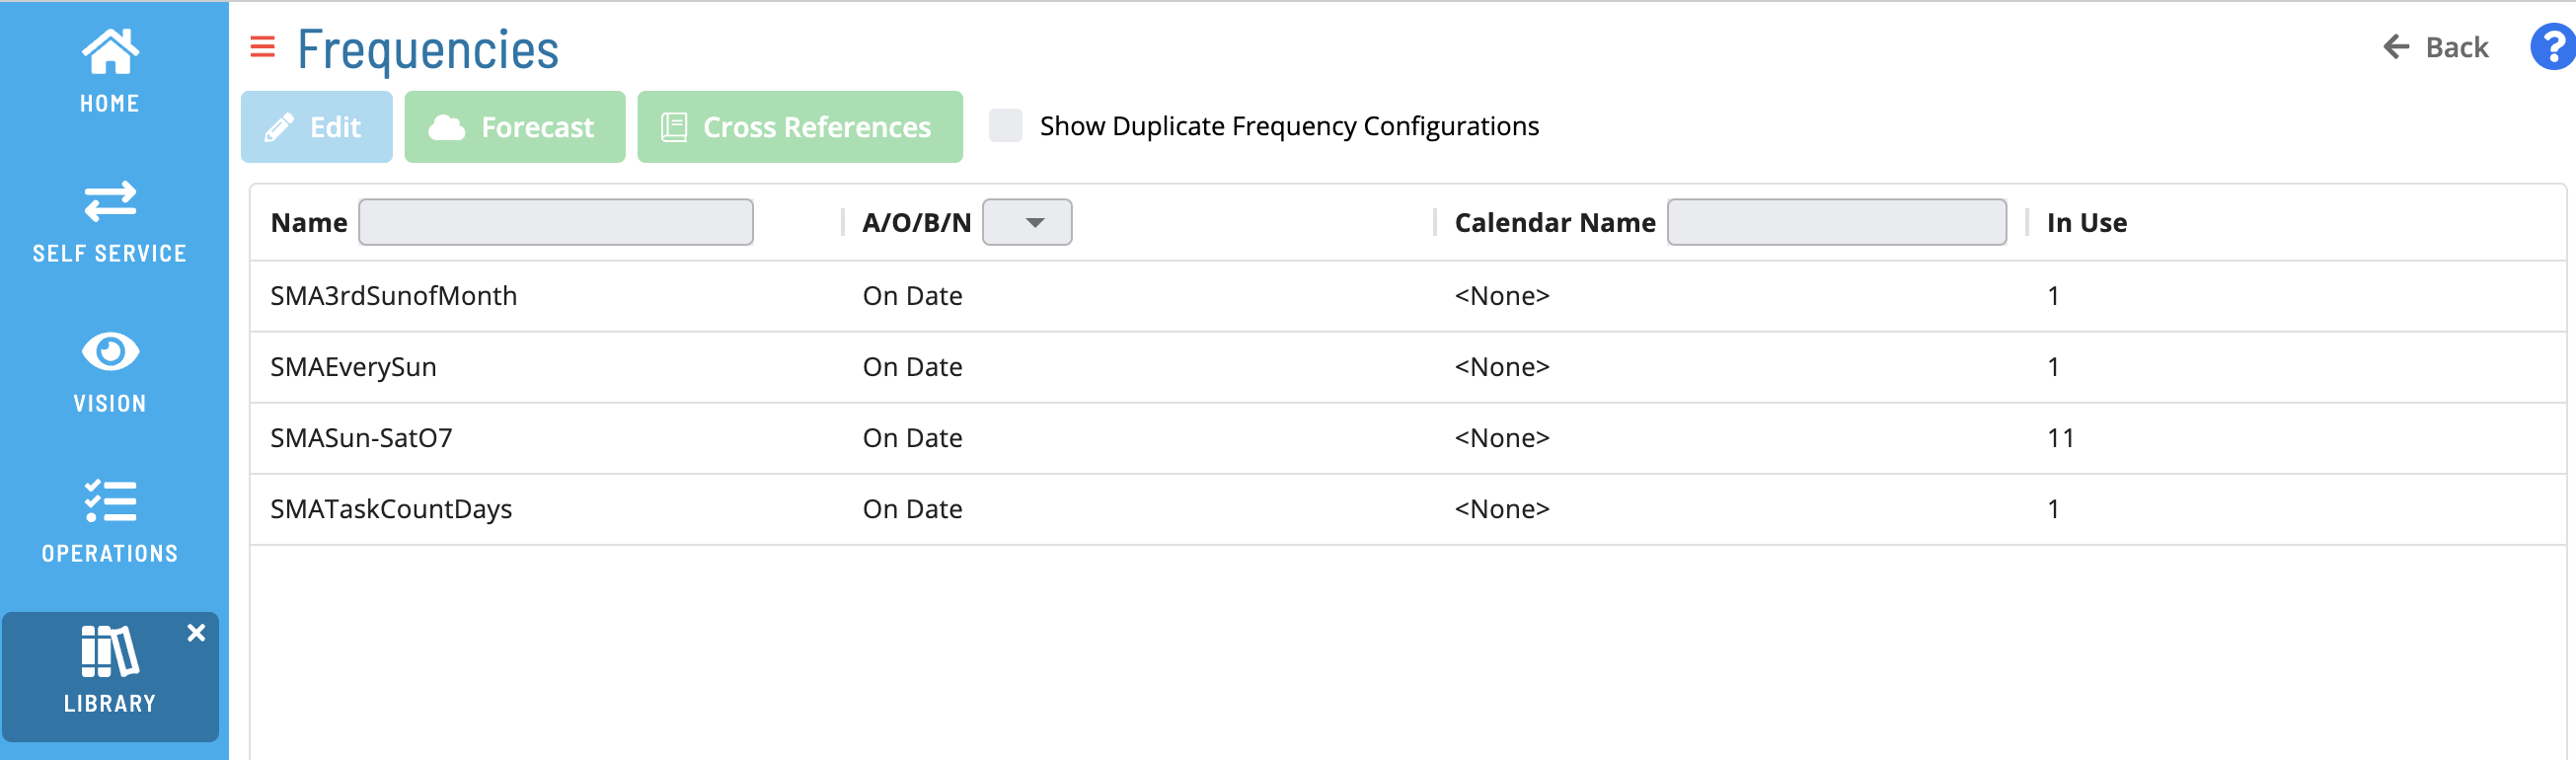 HOME
SELF SERVICE
VISION
OPERATIONS
LIBRARY
Frequencies
Back
?
Edit
Forecast
Cross References
Show Duplicate Frequency Configurations
Name A/O/B/N Calendar Name In Use
SMA3rdSunofMonth On Date <None> 1
SMAEverySun On Date <None> 1
SMASun-SatO7 On Date <None> 11
SMATaskCountDays On Date <None> 1